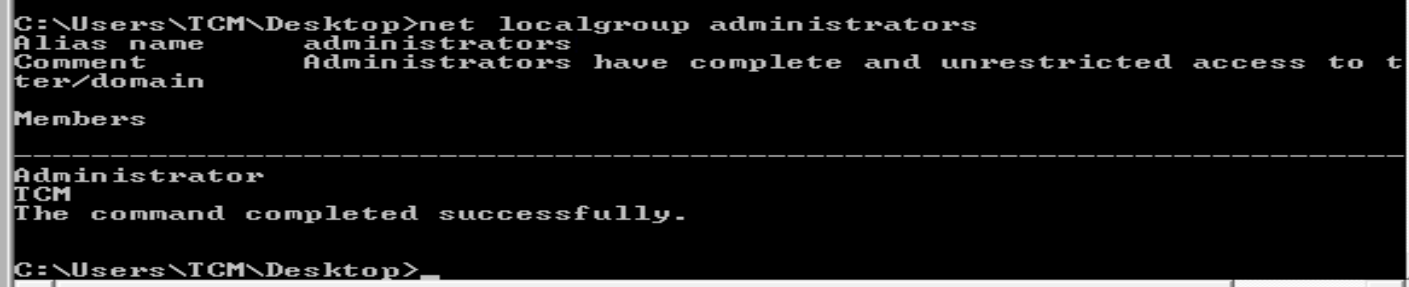 C:\Users\TCM\Desktop>net localgroup administrators
Alias name     administrators
Comment        Administrators have complete and unrestricted access to t
ter/domain
Members
-------------------------------------------------------------------------------
Administrator
TCM
The command completed successfully.
C:\Users\TCM\Desktop>_